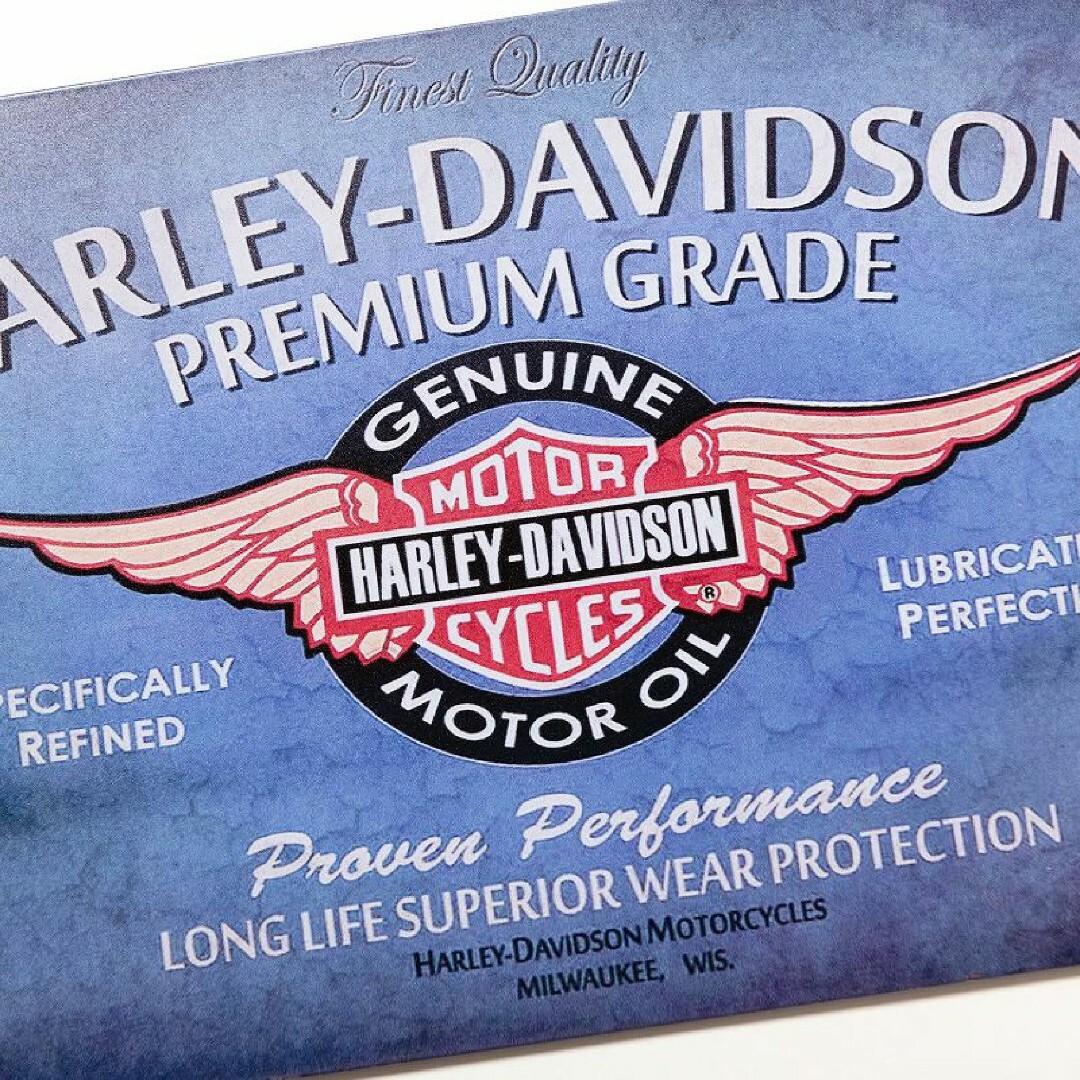 Finest Quality
ARLEY-DAVIDSON
PREMIUM GRADE
GENUINE
MOTOR
HARLEY-DAVIDSON
CYCLES
®
MOTOR OIL
LUBRICATI
PERFECTI
PECIFICALLY
REFINED
Proven Performance
LONG LIFE SUPERIOR WEAR PROTECTION
HARLEY-DAVIDSON MOTORCYCLES
MILWAUKEE, WIS.